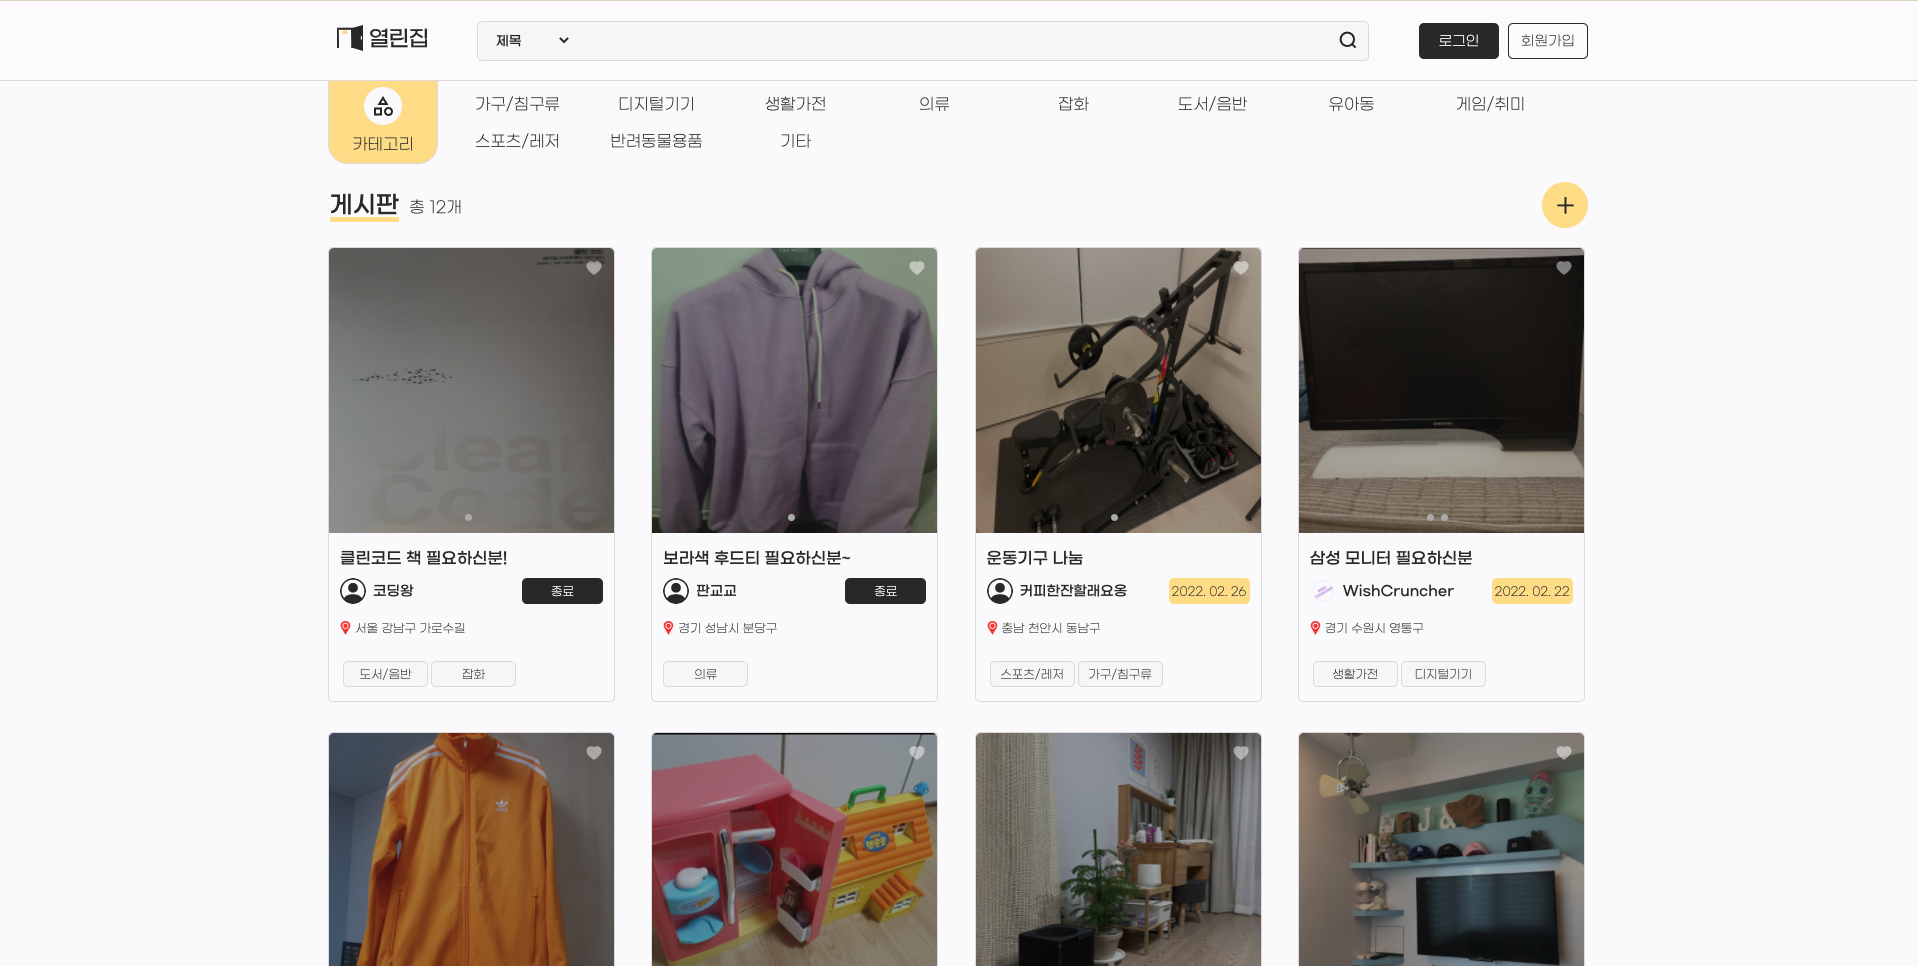 열린집
제목
로그인
회원가입
카테고리
가구/침구류
디지털기기
생활가전
의류
잡화
도서/음반
유아동
게임/취미
스포츠/레저
반려동물용품
기타
게시판 총 12개
Clean
Code
SAMSUNG
클린코드 책 필요하신분!
코딩왕
종료
서울 강남구 가로수길
도서/음반
잡화
보라색 후드티 필요하신분~
판교교
종료
경기 성남시 분당구
의류
운동기구 나눔
커피한잔할래요옹
2022. 02. 26
충남 천안시 동남구
스포츠/레저
가구/침구류
삼성 모니터 필요하신분
WishCruncher
2022. 02. 22
경기 수원시 영통구
생활가전
디지털기기
J &